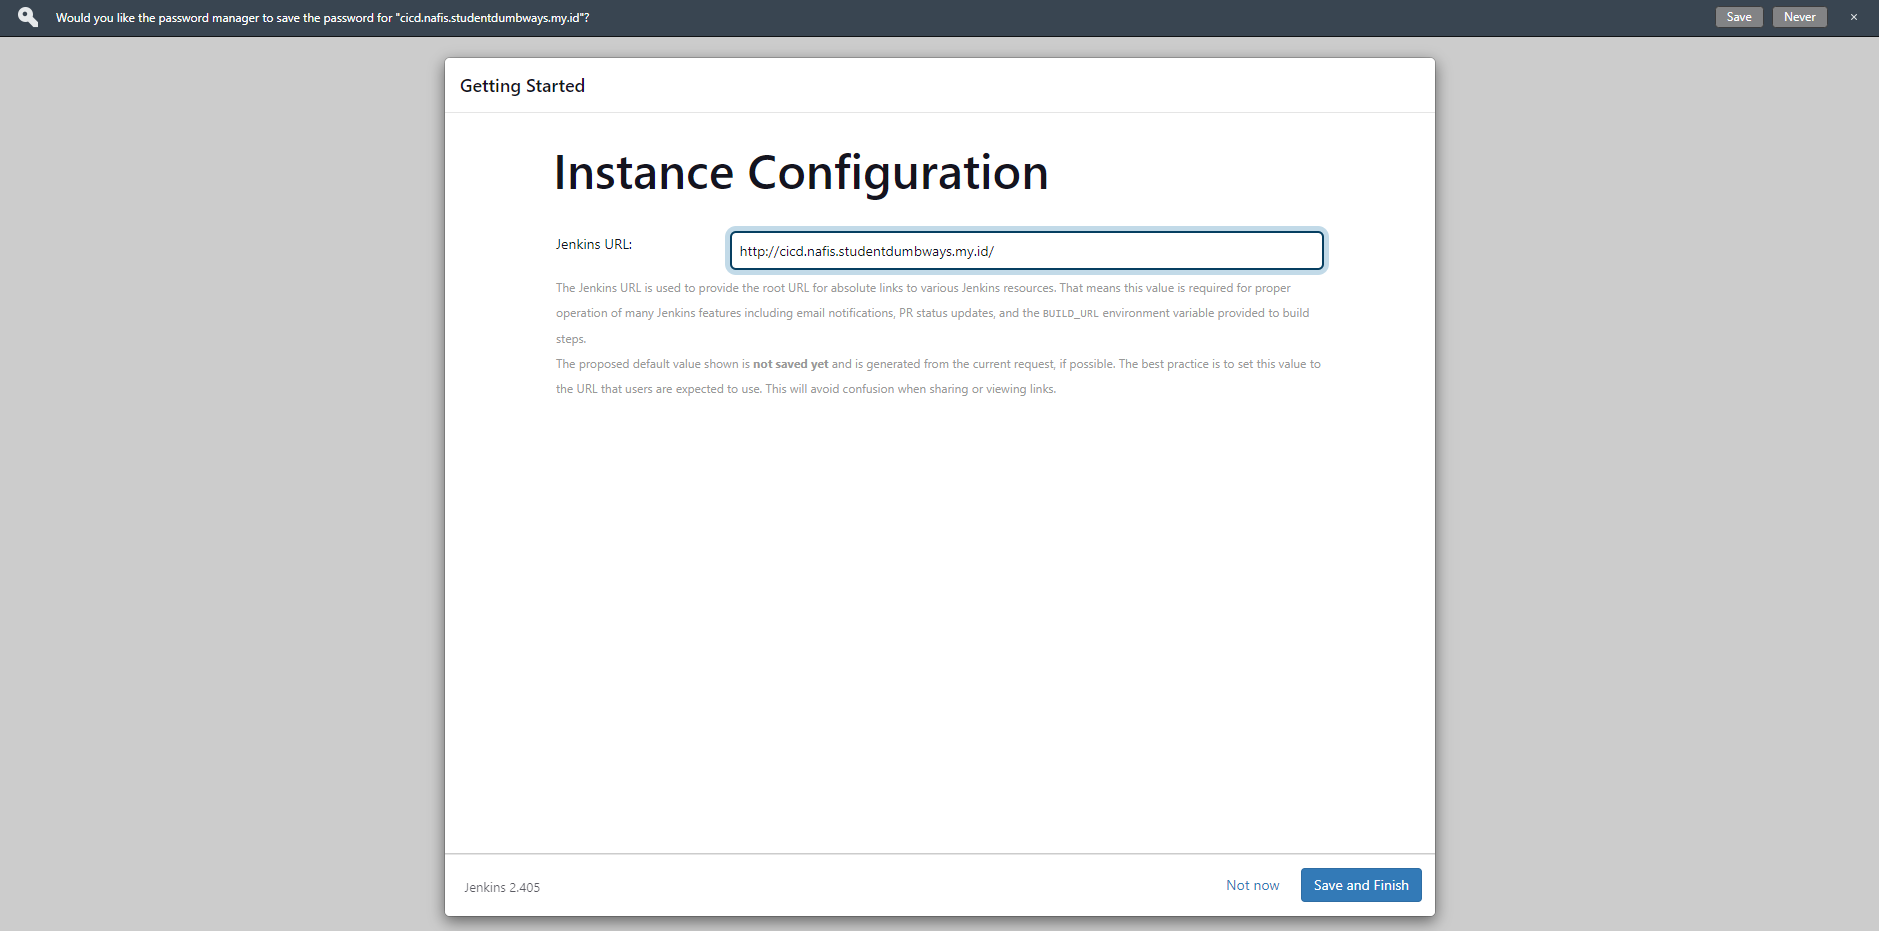 Would you like the password manager to save the password for "cicd.nafis.studentdumbways.my.id"?
Save
Never
×
Getting Started
Instance Configuration
Jenkins URL:
http://cicd.nafis.studentdumbways.my.id/
The Jenkins URL is used to provide the root URL for absolute links to various Jenkins resources. That means this value is required for proper
operation of many Jenkins features including email notifications, PR status updates, and the BUILD_URL environment variable provided to build
steps.
The proposed default value shown is not saved yet and is generated from the current request, if possible. The best practice is to set this value to
the URL that users are expected to use. This will avoid confusion when sharing or viewing links.
Jenkins 2.405
Not now
Save and Finish